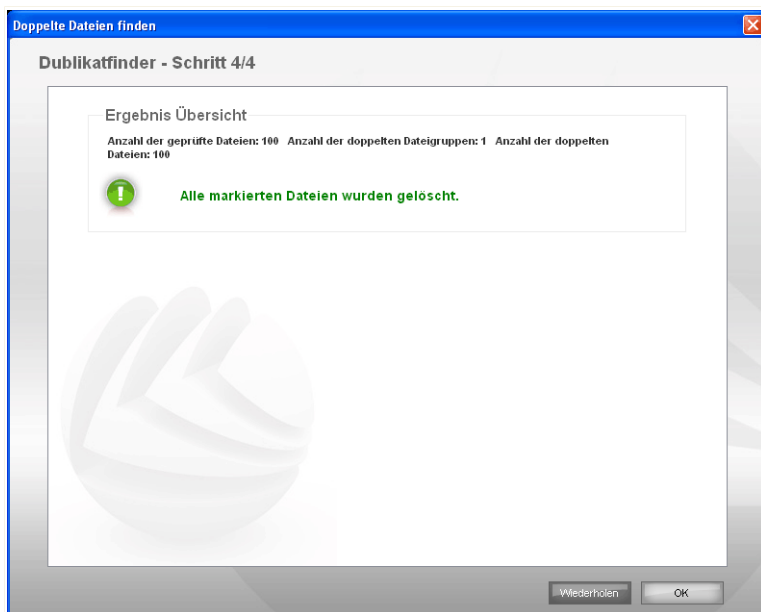 Doppelte Dateien finden
Dublikatfinder - Schritt 4/4
Ergebnis Übersicht
Anzahl der geprüfte Dateien: 100 Anzahl der doppelten Dateigruppen: 1 Anzahl der doppelten
Dateien: 100
Alle markierten Dateien wurden gelöscht.
Wiederholen OK